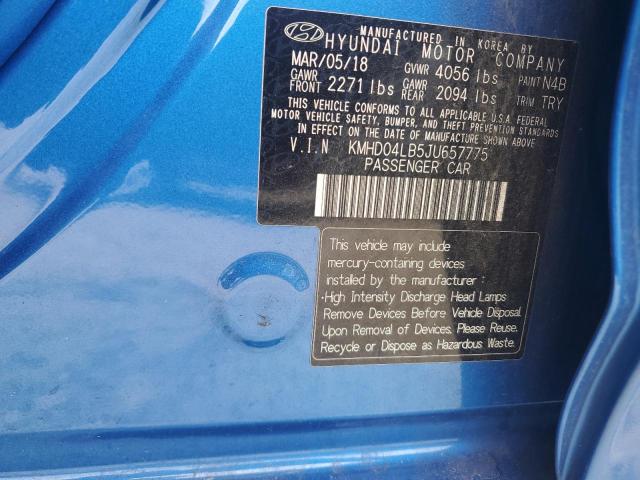 MANUFACTURED IN KOREA BY
HYUNDAI MOTOR COMPANY
MAR/05/18 GVWR 4056 lbs PAINT N4B
GAWR FRONT 2271 lbs GAWR REAR 2094 lbs TRIM TRY
THIS VEHICLE CONFORMS TO ALL APPLICABLE U.S.A. FEDERAL
MOTOR VEHICLE SAFETY, BUMPER, AND THEFT PREVENTION STANDARDS
IN EFFECT ON THE DATE OF MANUFACTURE SHOWN ABOVE.
V.I.N KMHD04LB5JU657775
PASSENGER CAR
This vehicle may include
mercury-containing devices
installed by the manufacturer :
·High Intensity Discharge Head Lamps
Remove Devices Before Vehicle Disposal.
Upon Removal of Devices, Please Reuse,
Recycle or Dispose as Hazardous Waste.